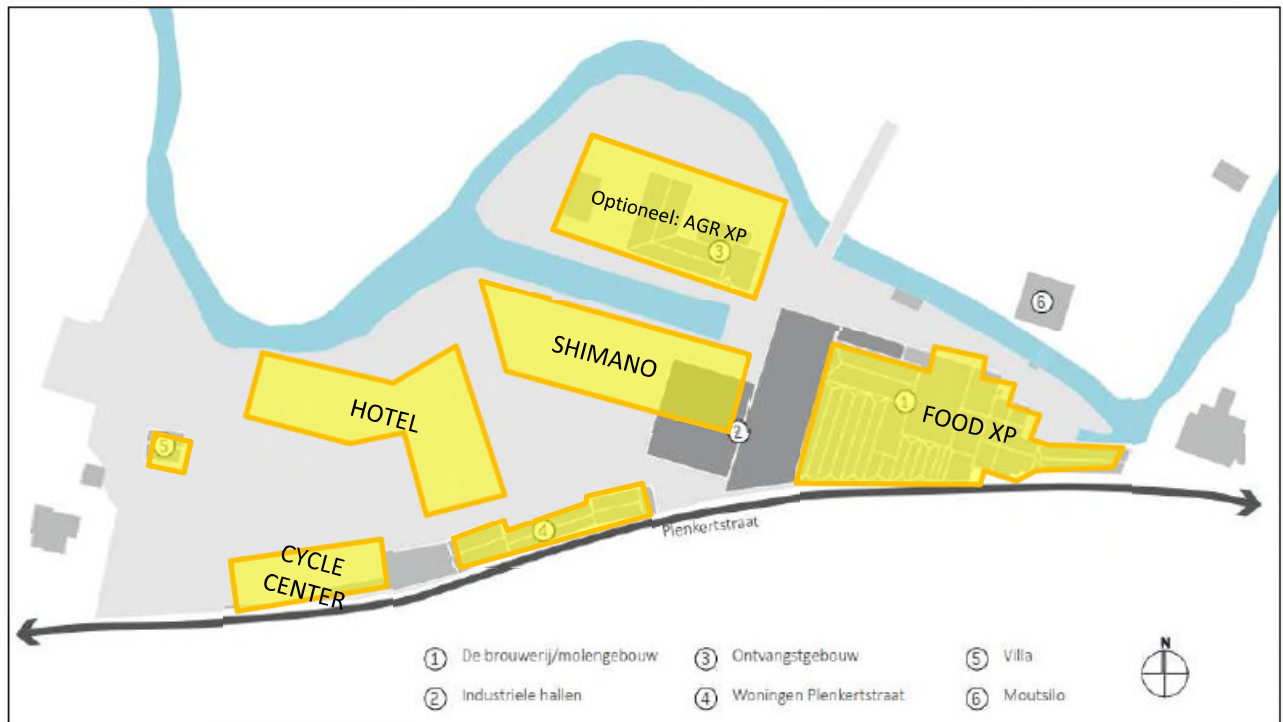 Optioneel: AGR XP
3
6
SHIMANO
1
HOTEL
FOOD XP
2
5
4
Plenkertstraat
CYCLE
CENTER
N
1 De brouwerij/molengebouw
3 Ontvangstgebouw
5 Villa
2 Industriele hallen
4 Woningen Plenkertstraat
6 Moutsilo